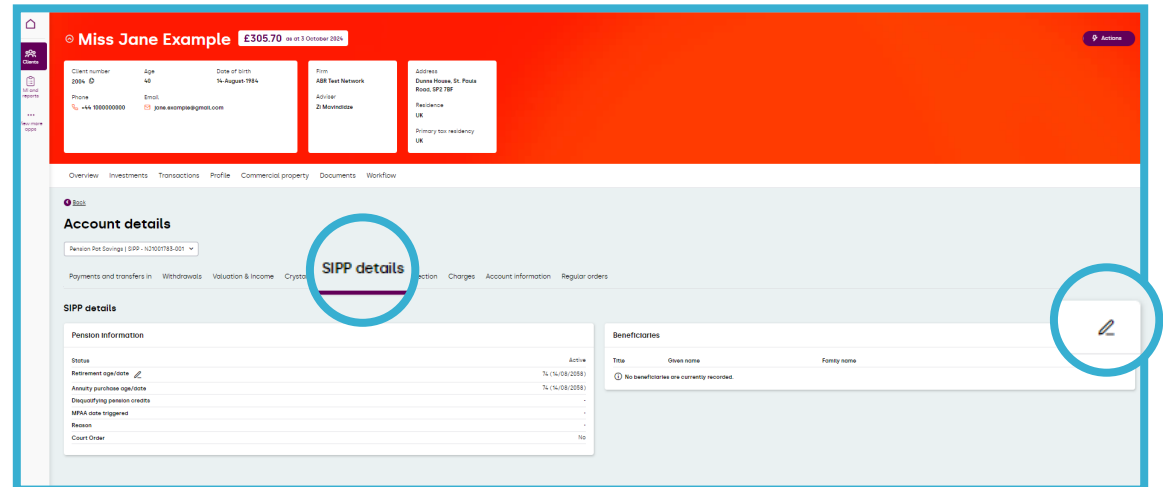 Miss Jane Example £305.70 as at 3 October 2024
Actions
Clients
MI and
reports
View more
apps
Client number Age Date of birth
2004 40 14-August-1984
Phone Email
+44 1000000000 jane.example@gmail.com
Firm
ABR Test Network
Adviser
Zi Mavindidze
Address
Dunns House, St. Pauls
Road, SP2 7BF
Residence
UK
Primary tax residency
UK
Overview Investments Transactions Profile Commercial property Documents Workflow
Back
Account details
Pension Pot Savings | SIPP - NJ1001783-001
Payments and transfers in Withdrawals Valuation & Income Crysta SIPP details ection Charges Account information Regular orders
SIPP details
Pension information
Status Active
Retirement age/date 74 (14/08/2058)
Annuity purchase age/date 74 (14/08/2058)
Disqualifying pension credits -
MPAA date triggered -
Reason -
Court Order No
Beneficiaries
Title Given name Family name
No beneficiaries are currently recorded.